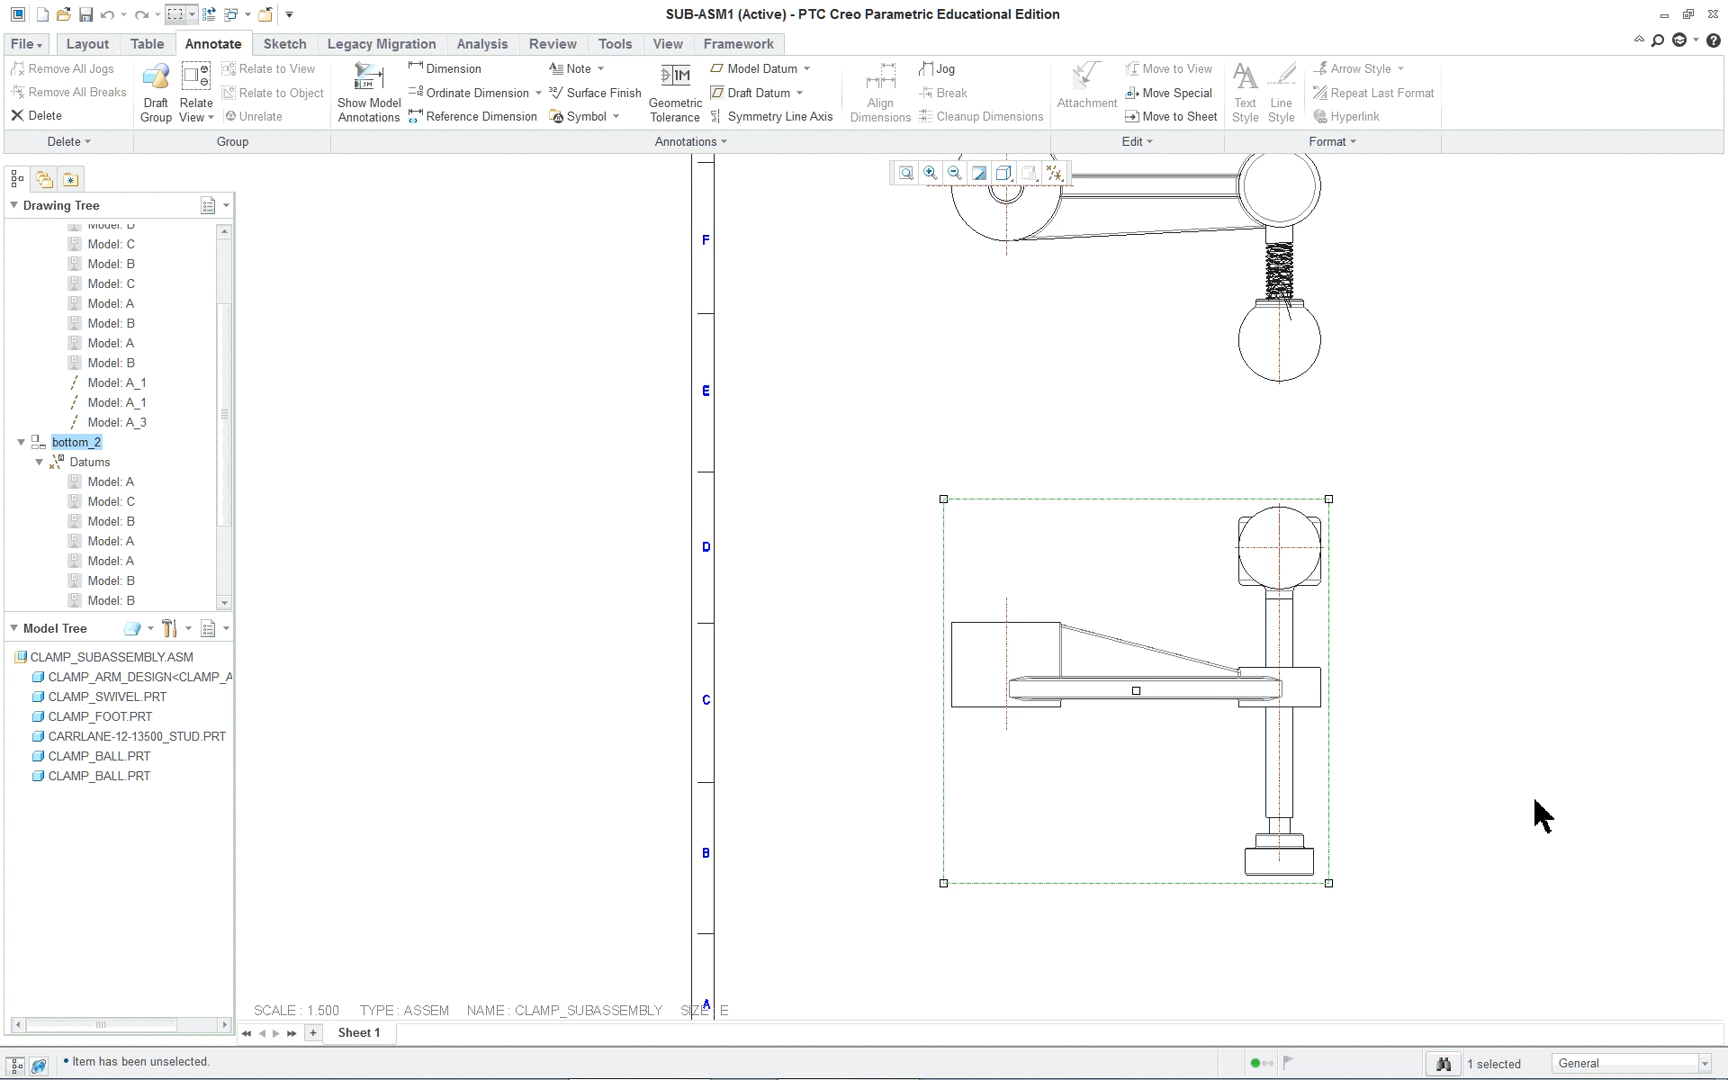 SUB-ASM1 (Active) - PTC Creo Parametric Educational Edition
File
Layout
Table
Annotate
Sketch
Legacy Migration
Analysis
Review
Tools
View
Framework
Remove All Jogs
Remove All Breaks
Delete
Draft Group
Relate View
Relate to View
Relate to Object
Unrelate
Show Model Annotations
Dimension
Ordinate Dimension
Reference Dimension
Note
Surface Finish
Symbol
Geometric Tolerance
Model Datum
Draft Datum
Symmetry Line Axis
Align Dimensions
Jog
Break
Cleanup Dimensions
Attachment
Move to View
Move Special
Move to Sheet
Text Style
Line Style
Arrow Style
Repeat Last Format
Hyperlink
Delete
Group
Annotations
Edit
Format
Drawing Tree
Model: C
Model: B
Model: C
Model: A
Model: B
Model: A
Model: B
Model: A_1
Model: A_1
Model: A_3
bottom_2
Datums
Model: A
Model: C
Model: B
Model: A
Model: A
Model: B
Model: B
Model Tree
CLAMP_SUBASSEMBLY.ASM
CLAMP_ARM_DESIGN<CLAMP_A
CLAMP_SWIVEL.PRT
CLAMP_FOOT.PRT
CARRLANE-12-13500_STUD.PRT
CLAMP_BALL.PRT
CLAMP_BALL.PRT
F
E
D
C
B
A
SCALE : 1.500 TYPE : ASSEM NAME : CLAMP_SUBASSEMBLY SIZE : E
Sheet 1
• Item has been unselected.
1 selected
General